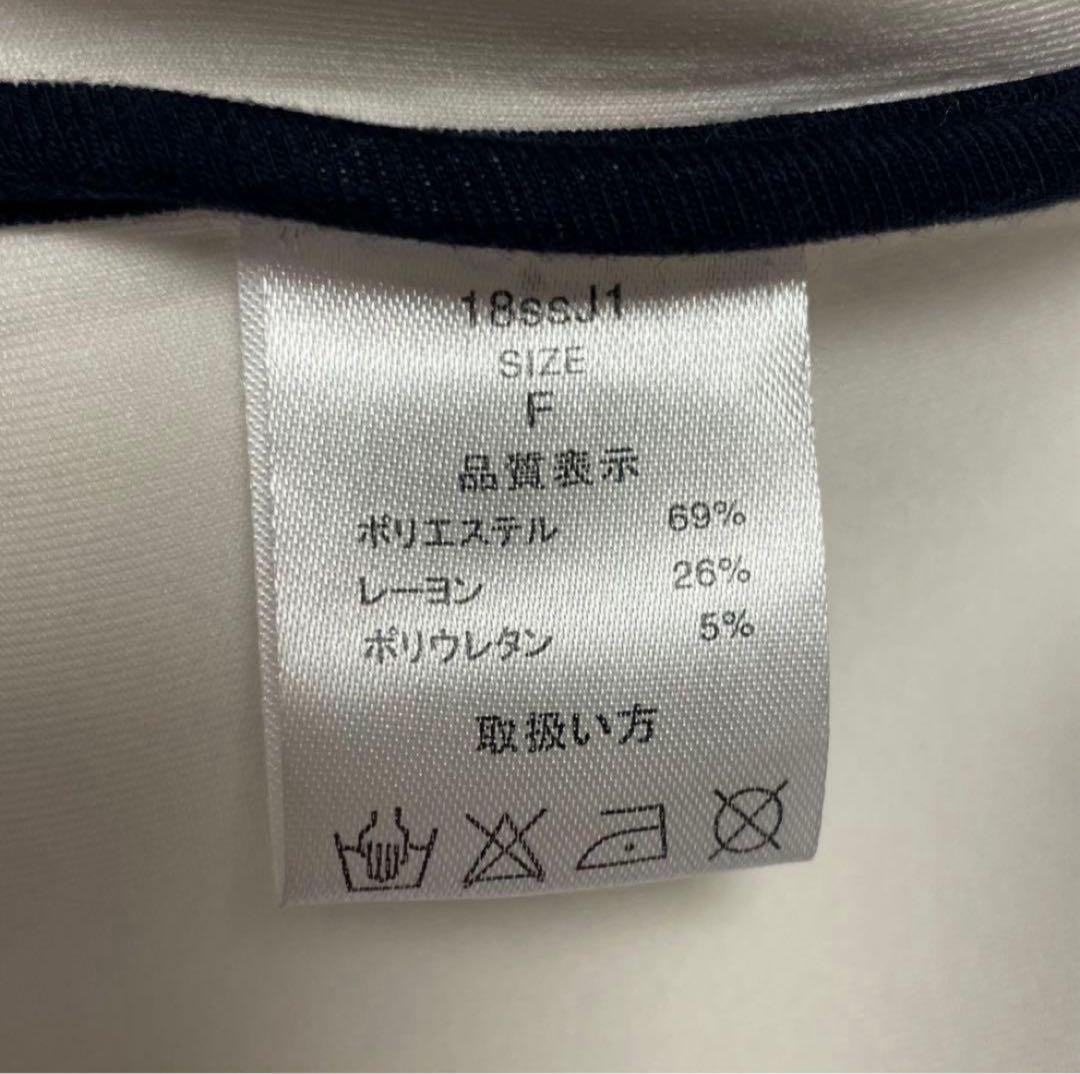 18ssJ1
SIZE
F
品質表示
ポリエステル 69%
レーヨン 26%
ポリウレタン 5%
取扱い方